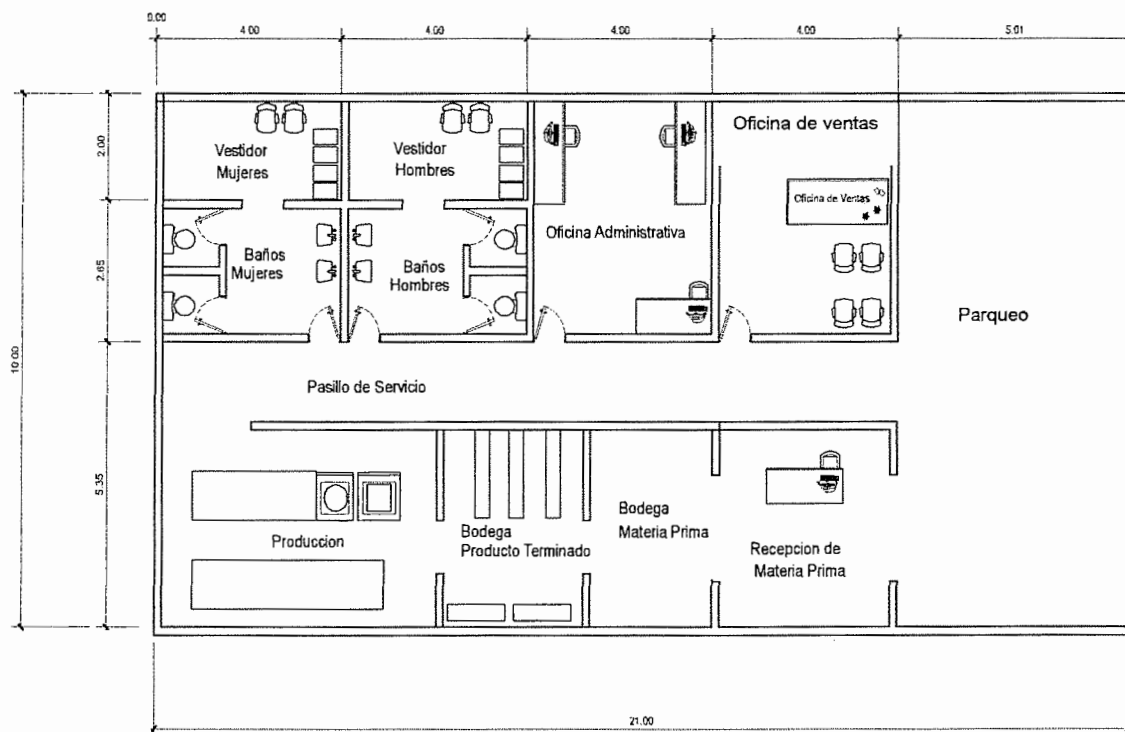 0.00
4.00
4.00
4.00
4.00
5.01
2.00
2.65
10.00
5.35
Vestidor
Mujeres
Vestidor
Hombres
Oficina de ventas
Oficina de Ventas
Oficina Administrativa
Baños
Mujeres
Baños
Hombres
Parqueo
Pasillo de Servicio
Produccion
Bodega
Producto Terminado
Bodega
Materia Prima
Recepcion de
Materia Prima
21.00